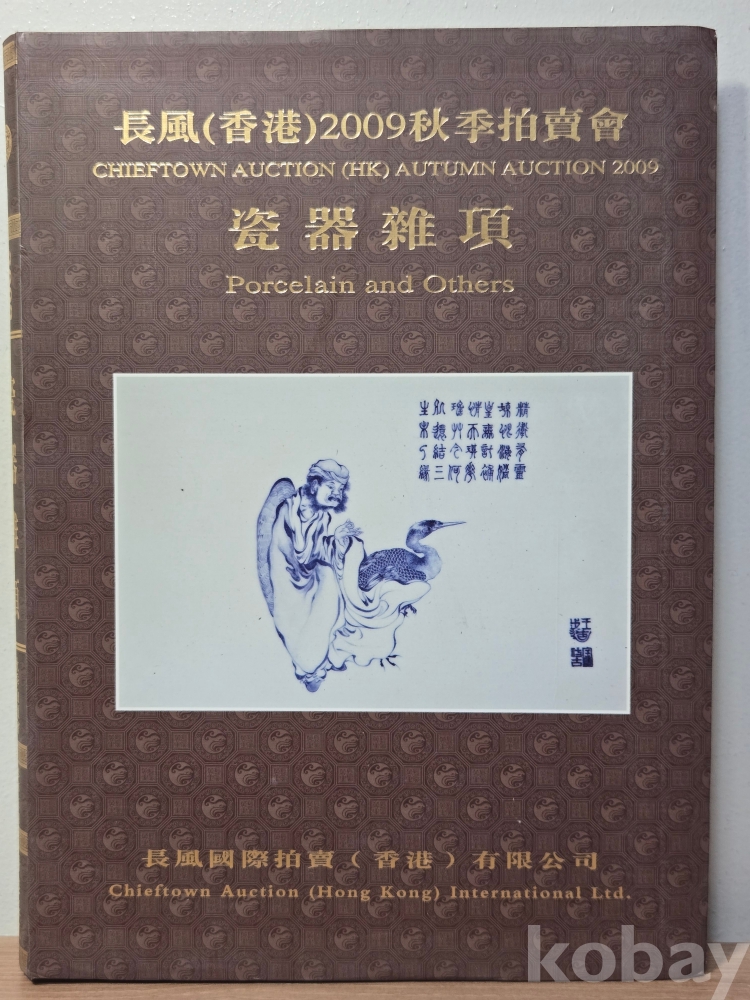 長風(香港)2009秋季拍賣會
CHIEFTOWN AUCTION (HK) AUTUMN AUCTION 2009
瓷器雜項
Porcelain and Others
長風國際拍賣（香港）有限公司
Chieftown Auction (Hong Kong) International Ltd.
kobay